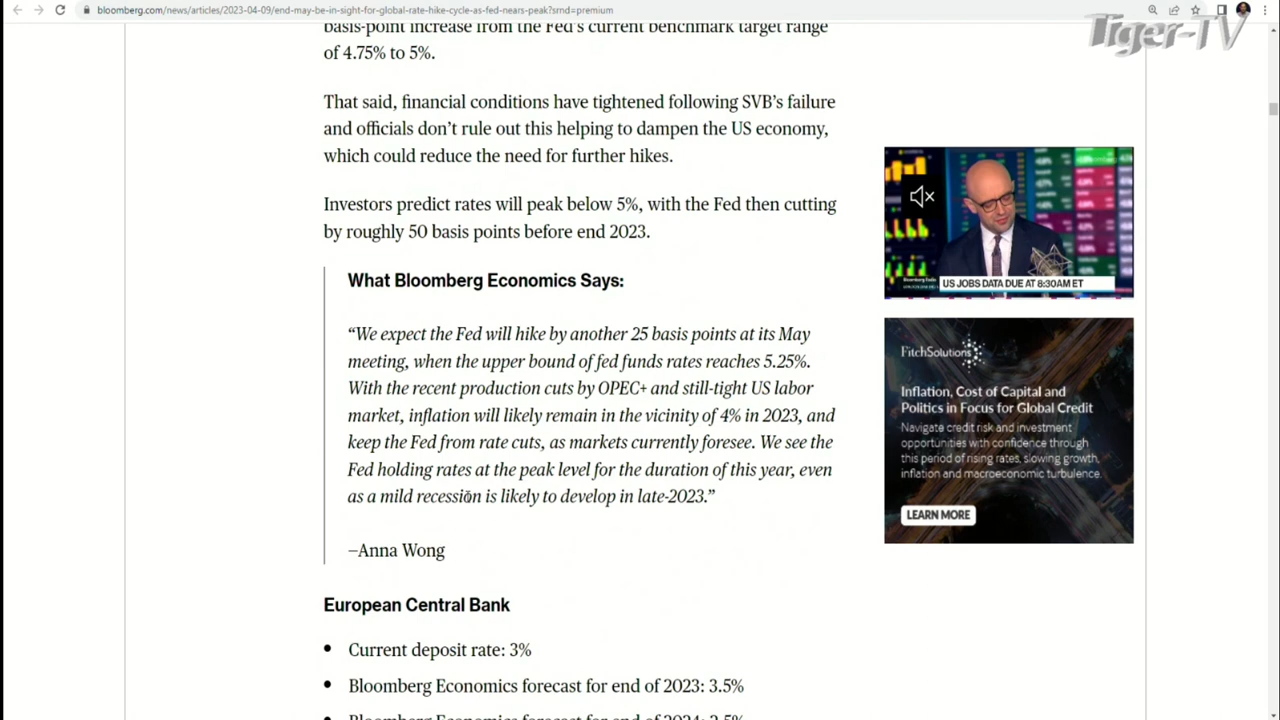 bloomberg.com/news/articles/2023-04-09/end-may-be-in-sight-for-global-rate-hike-cycle-as-fed-nears-peak?srnd=premium
Tiger-TV
basis-point increase from the Fed's current benchmark target range
of 4.75% to 5%.
That said, financial conditions have tightened following SVB's failure
and officials don't rule out this helping to dampen the US economy,
which could reduce the need for further hikes.
Investors predict rates will peak below 5%, with the Fed then cutting
by roughly 50 basis points before end 2023.
What Bloomberg Economics Says:
“We expect the Fed will hike by another 25 basis points at its May
meeting, when the upper bound of fed funds rates reaches 5.25%.
With the recent production cuts by OPEC+ and still-tight US labor
market, inflation will likely remain in the vicinity of 4% in 2023, and
keep the Fed from rate cuts, as markets currently foresee. We see the
Fed holding rates at the peak level for the duration of this year, even
as a mild recession is likely to develop in late-2023.”
–Anna Wong
European Central Bank
• Current deposit rate: 3%
• Bloomberg Economics forecast for end of 2023: 3.5%
• Bloomberg Economics forecast for end of 2024: 2.5%
US JOBS DATA DUE AT 8:30AM ET
FitchSolutions
Inflation, Cost of Capital and
Politics in Focus for Global Credit
Navigate credit risk and investment
opportunities with confidence through
this period of rising rates, slowing growth,
inflation and macroeconomic turbulence.
LEARN MORE